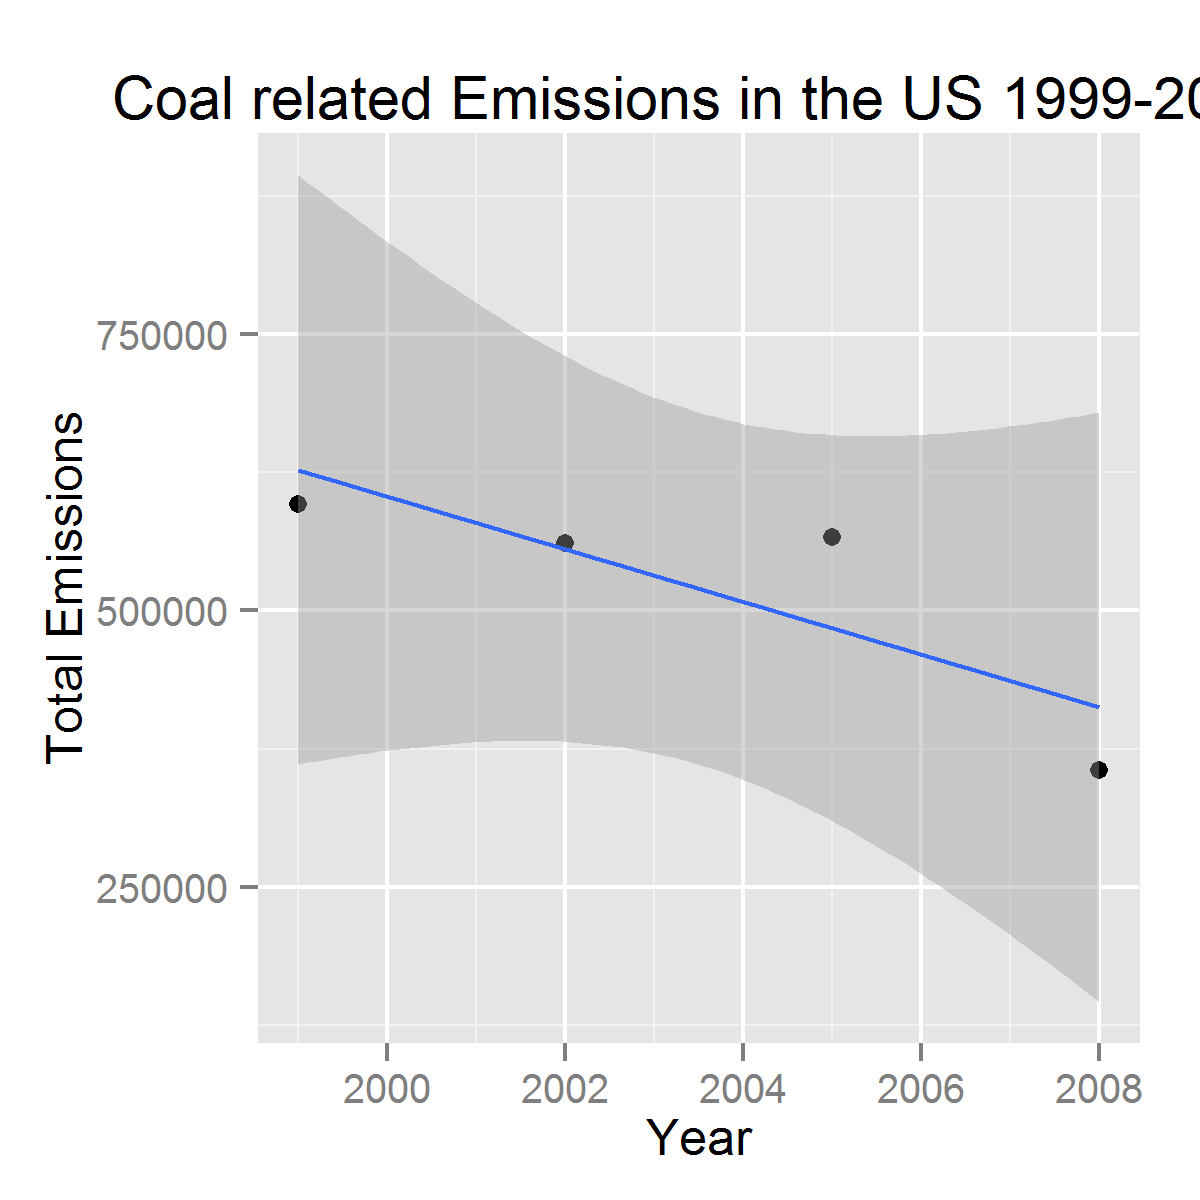 Coal related Emissions in the US 1999-20
Total Emissions
750000
500000
250000
2000 2002 2004 2006 2008
Year